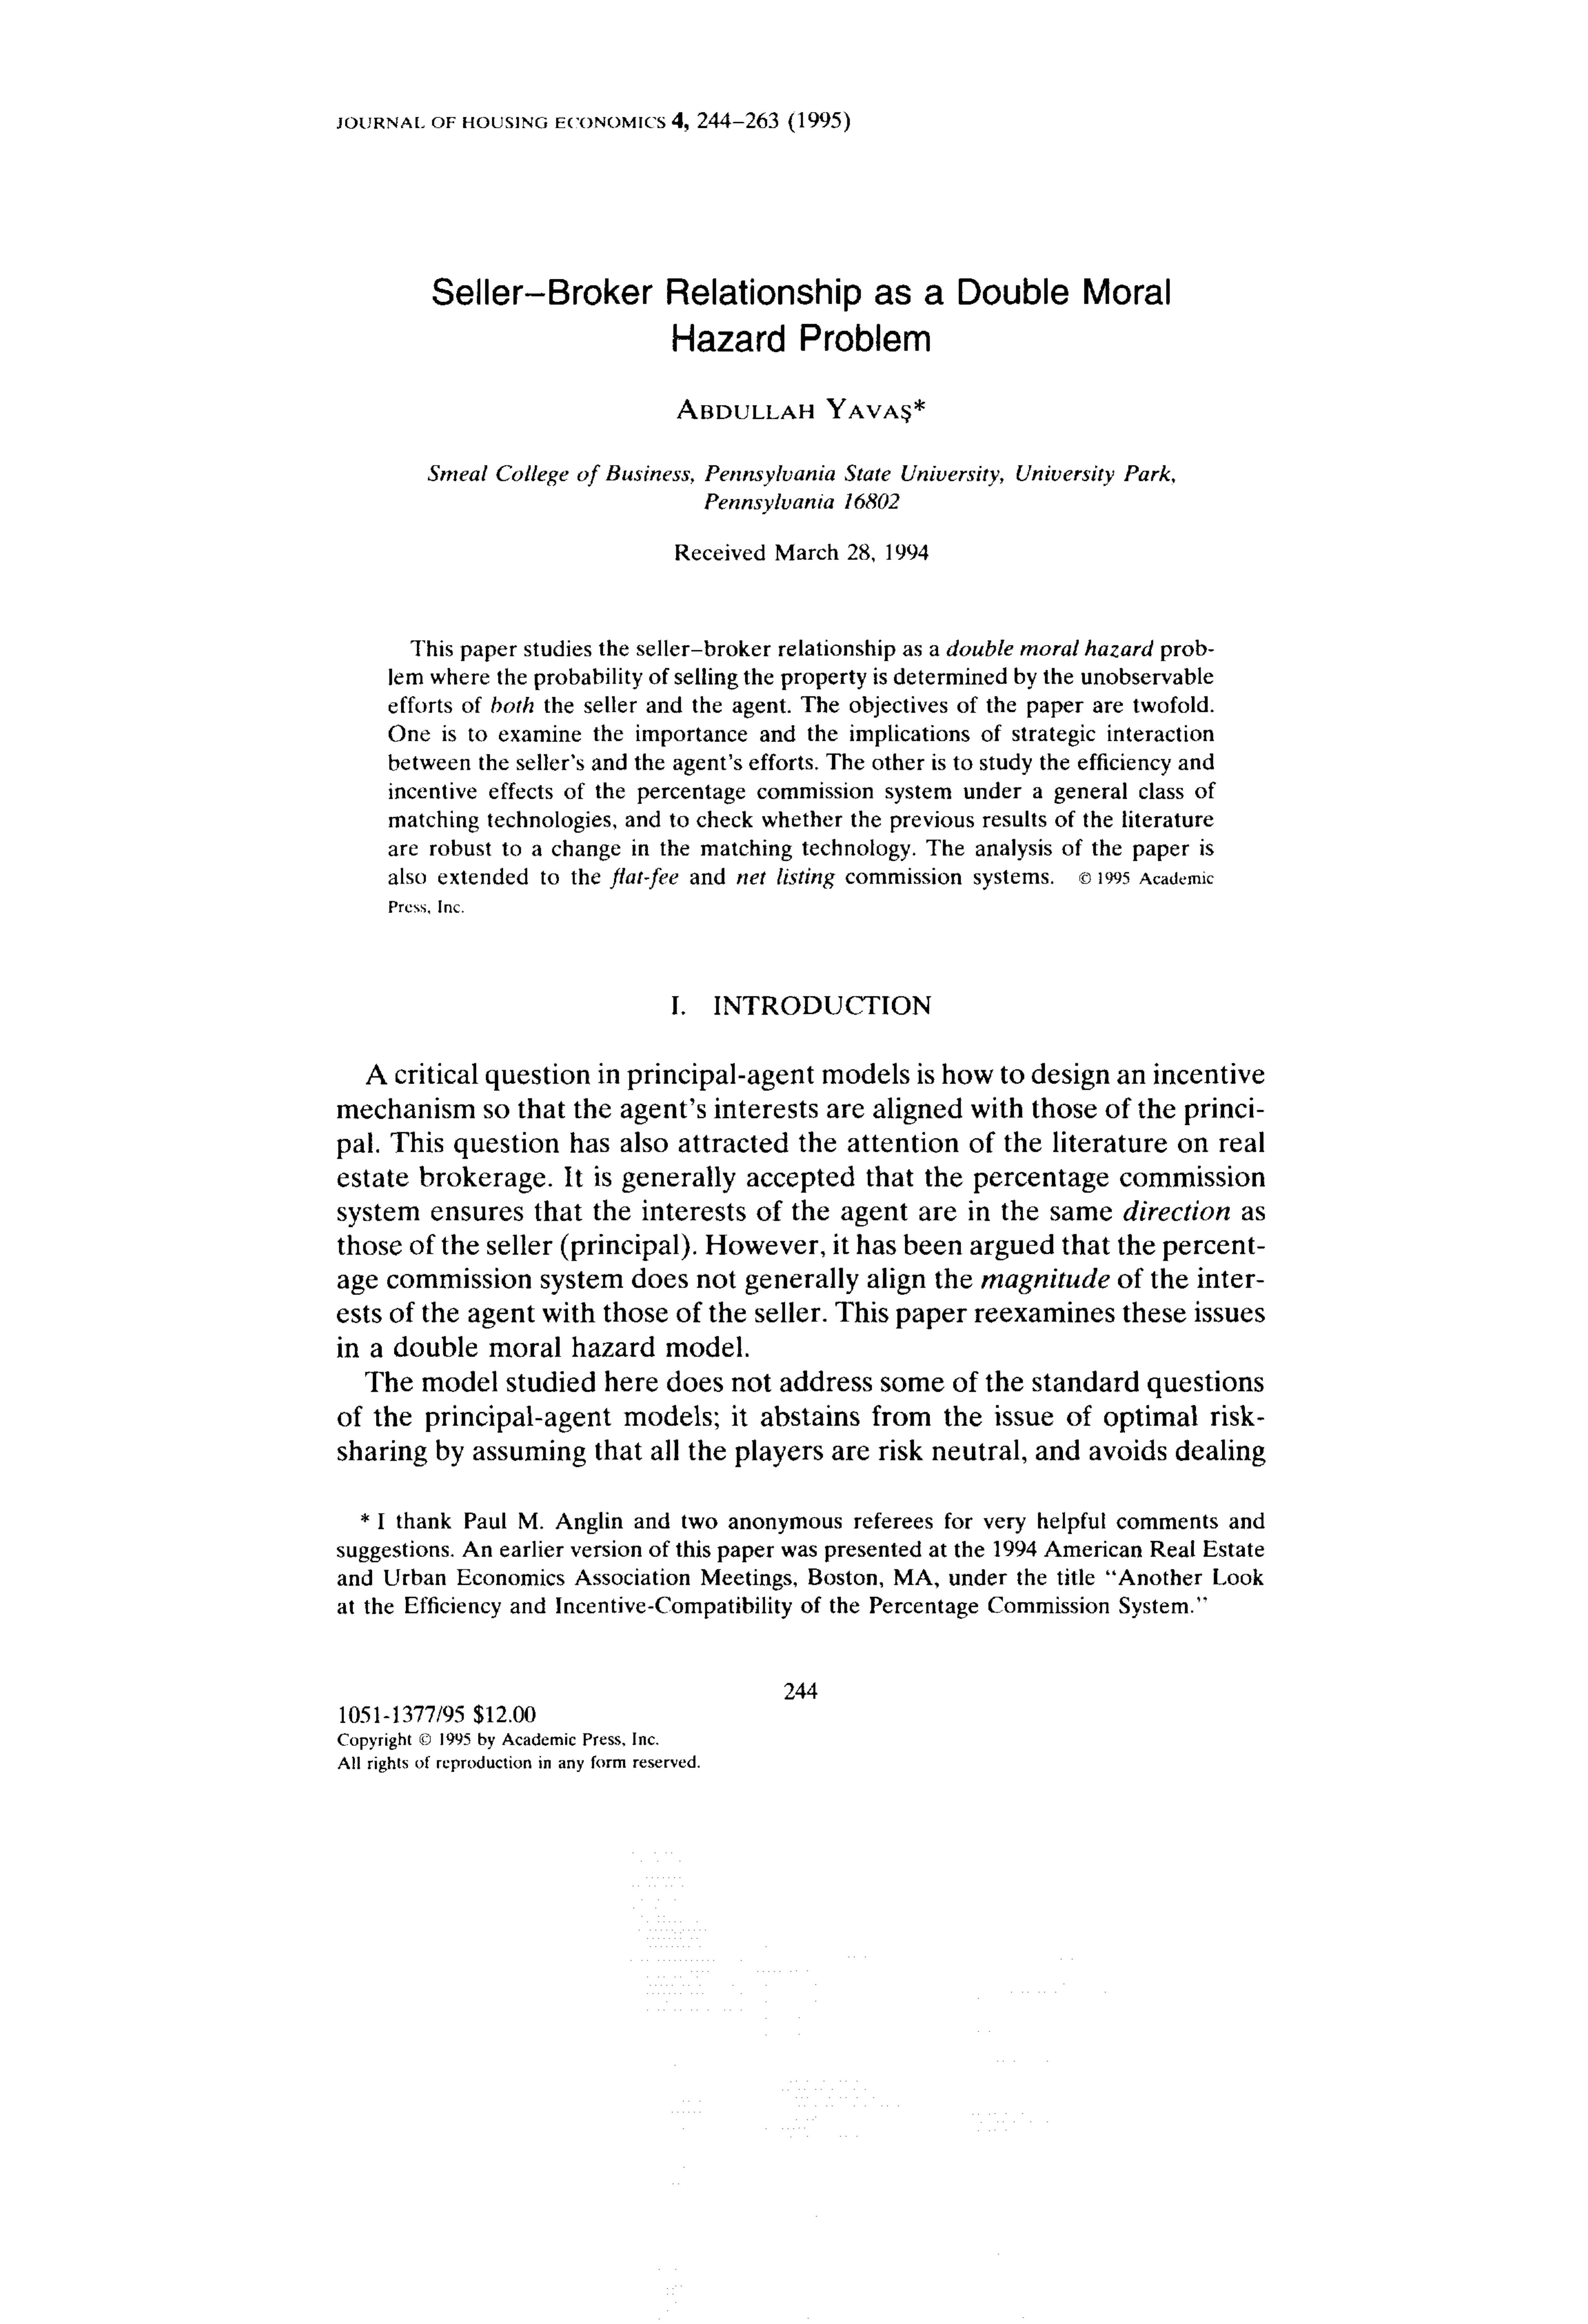 JOURNAL OF HOUSING ECONOMICS 4, 244–263 (1995)
Seller–Broker Relationship as a Double Moral
Hazard Problem
ABDULLAH YAVAŞ*
Smeal College of Business, Pennsylvania State University, University Park,
Pennsylvania 16802
Received March 28, 1994
This paper studies the seller–broker relationship as a double moral hazard prob-
lem where the probability of selling the property is determined by the unobservable
efforts of both the seller and the agent. The objectives of the paper are twofold.
One is to examine the importance and the implications of strategic interaction
between the seller's and the agent's efforts. The other is to study the efficiency and
incentive effects of the percentage commission system under a general class of
matching technologies, and to check whether the previous results of the literature
are robust to a change in the matching technology. The analysis of the paper is
also extended to the flat-fee and net listing commission systems. © 1995 Academic
Press, Inc.
I. INTRODUCTION
A critical question in principal-agent models is how to design an incentive
mechanism so that the agent's interests are aligned with those of the princi-
pal. This question has also attracted the attention of the literature on real
estate brokerage. It is generally accepted that the percentage commission
system ensures that the interests of the agent are in the same direction as
those of the seller (principal). However, it has been argued that the percent-
age commission system does not generally align the magnitude of the inter-
ests of the agent with those of the seller. This paper reexamines these issues
in a double moral hazard model.
The model studied here does not address some of the standard questions
of the principal-agent models; it abstains from the issue of optimal risk-
sharing by assuming that all the players are risk neutral, and avoids dealing
* I thank Paul M. Anglin and two anonymous referees for very helpful comments and
suggestions. An earlier version of this paper was presented at the 1994 American Real Estate
and Urban Economics Association Meetings, Boston, MA, under the title "Another Look
at the Efficiency and Incentive-Compatibility of the Percentage Commission System."
244
1051-1377/95 $12.00
Copyright © 1995 by Academic Press, Inc.
All rights of reproduction in any form reserved.